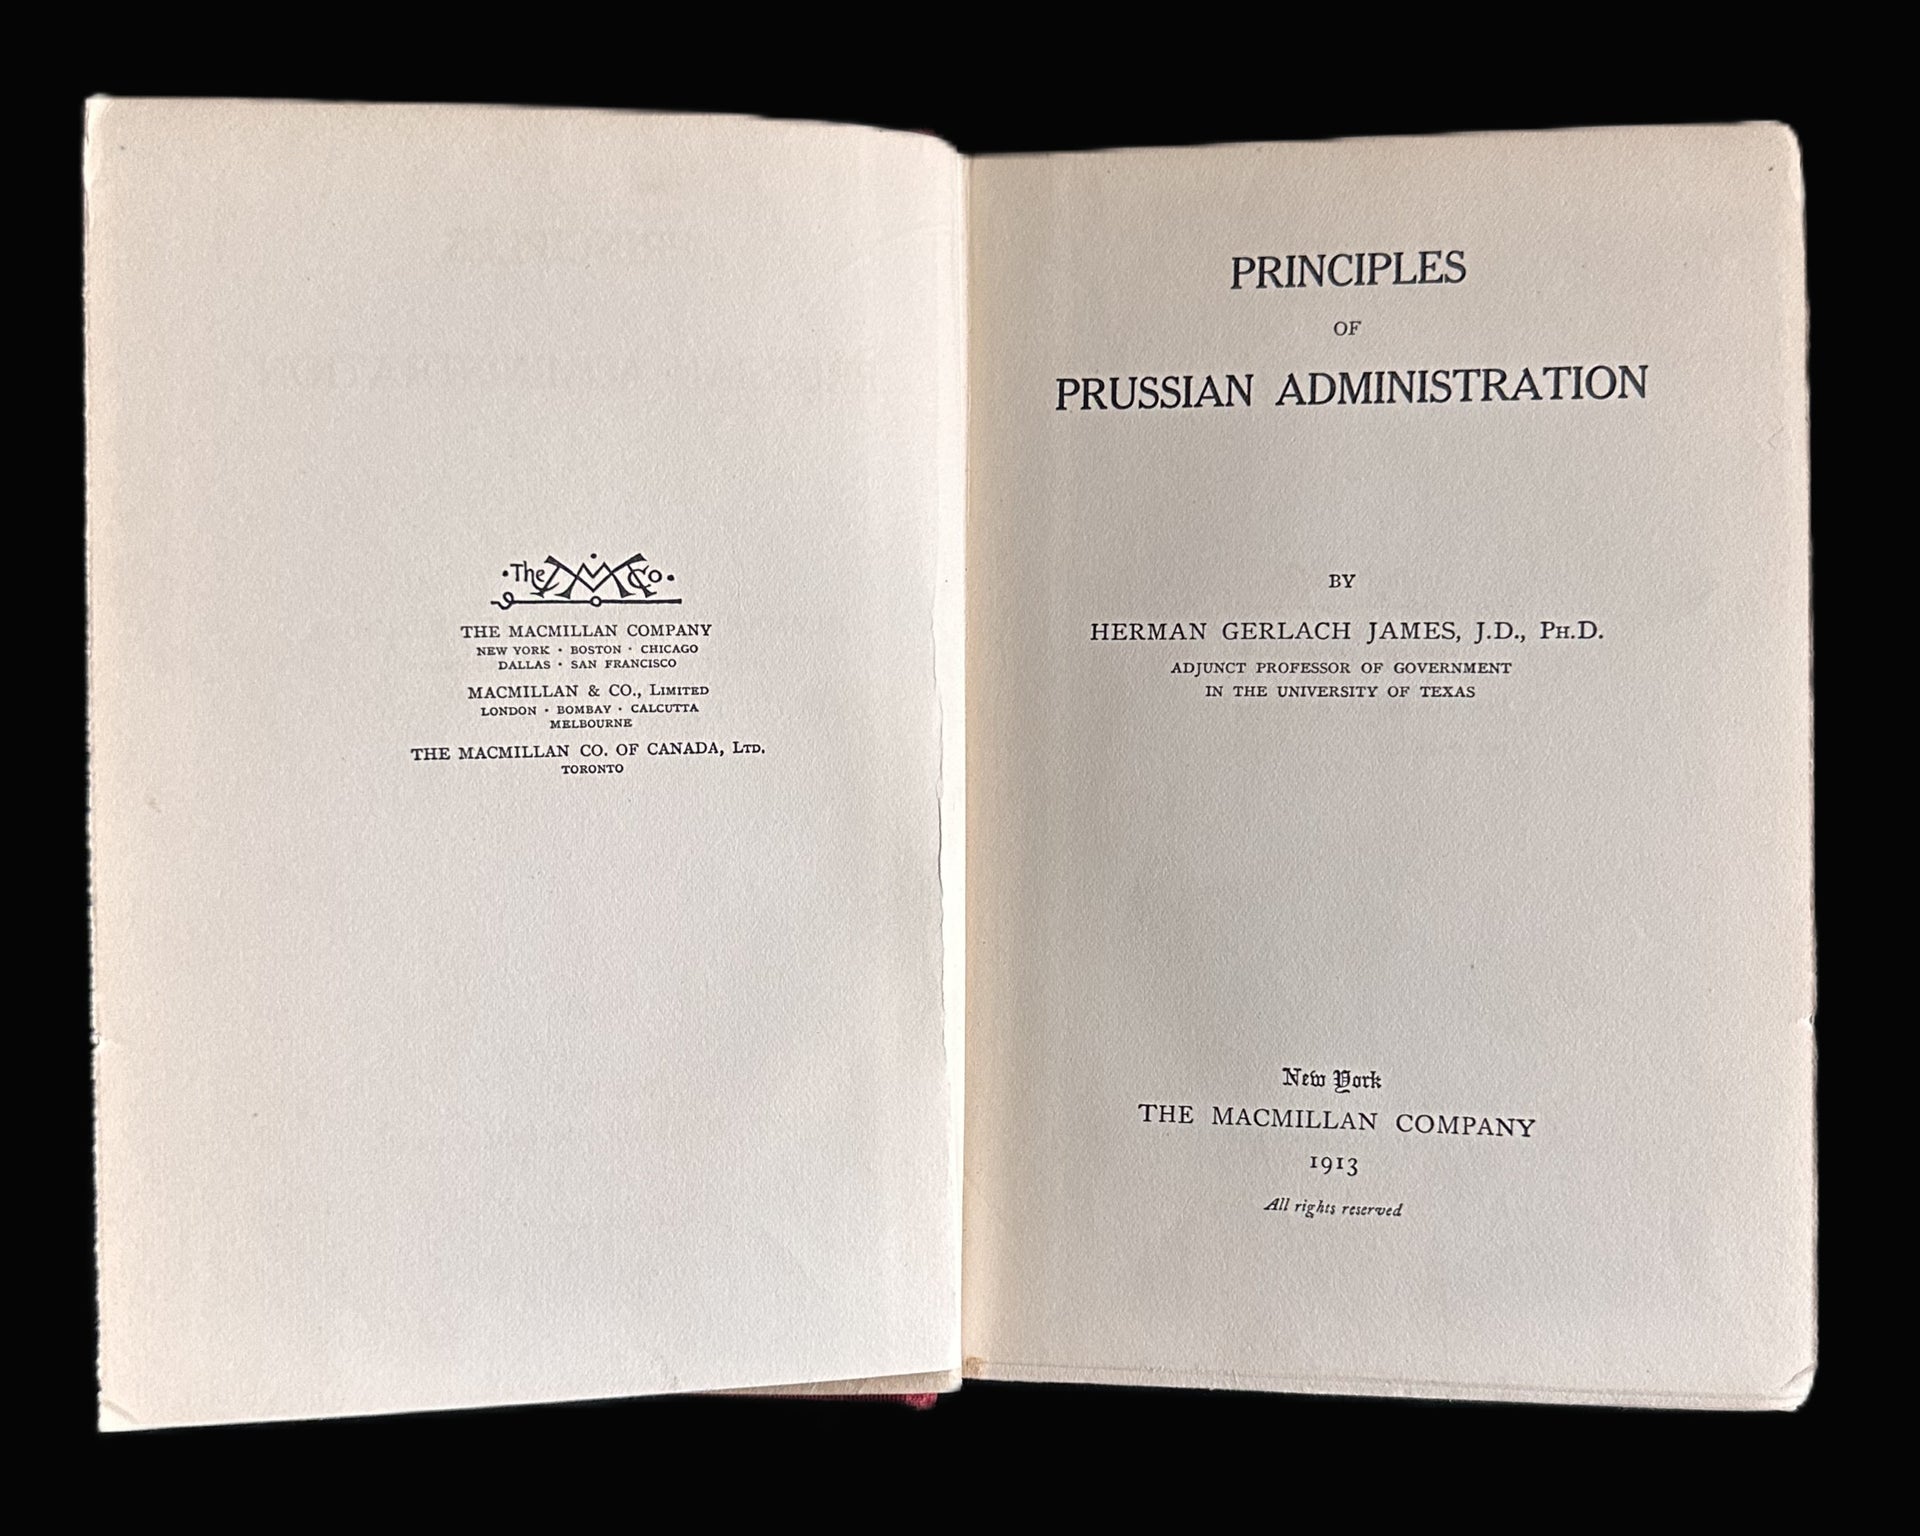 ·The M Co·
THE MACMILLAN COMPANY
NEW YORK · BOSTON · CHICAGO
DALLAS · SAN FRANCISCO
MACMILLAN & CO., LIMITED
LONDON · BOMBAY · CALCUTTA
MELBOURNE
THE MACMILLAN CO. OF CANADA, LTD.
TORONTO
PRINCIPLES
OF
PRUSSIAN ADMINISTRATION
BY
HERMAN GERLACH JAMES, J.D., PH.D.
ADJUNCT PROFESSOR OF GOVERNMENT
IN THE UNIVERSITY OF TEXAS
New York
THE MACMILLAN COMPANY
1913
All rights reserved